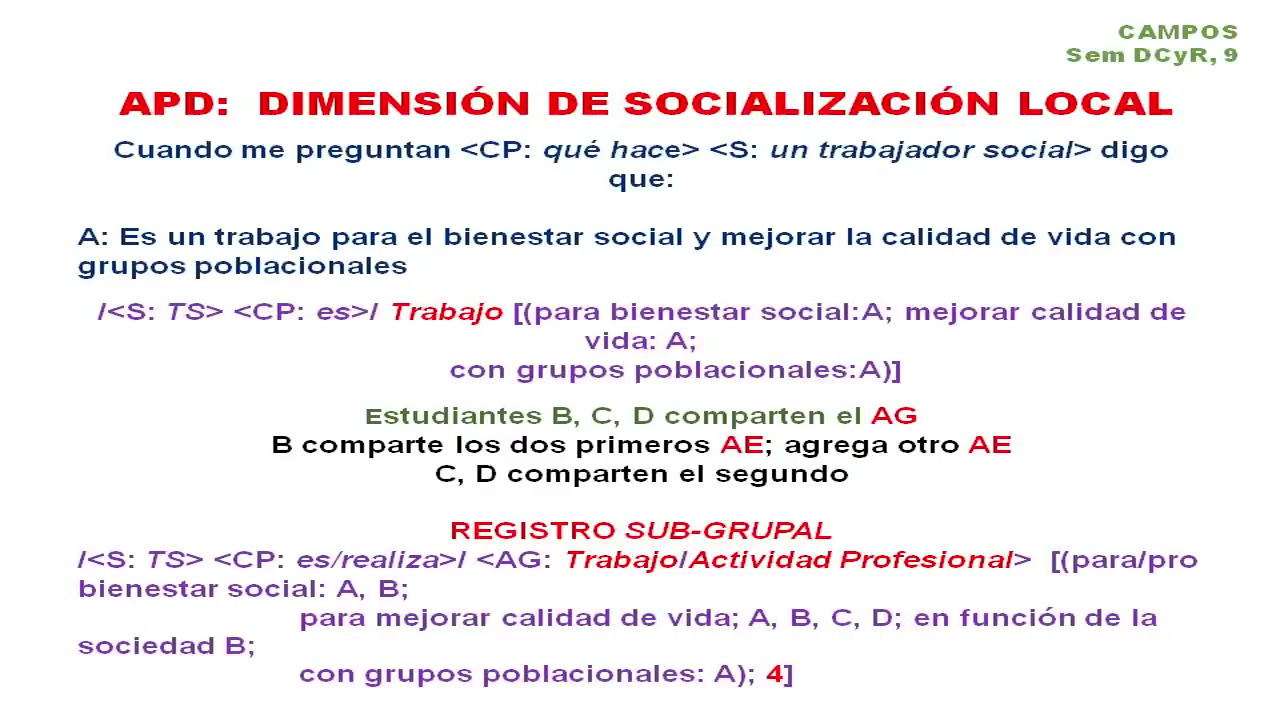 CAMPOS
Sem DCyR, 9
APD: DIMENSIÓN DE SOCIALIZACIÓN LOCAL
Cuando me preguntan <CP: qué hace> <S: un trabajador social> digo
que:
A: Es un trabajo para el bienestar social y mejorar la calidad de vida con
grupos poblacionales
/<S: TS> <CP: es>/ Trabajo [(para bienestar social:A; mejorar calidad de
vida: A;
con grupos poblacionales:A)]
Estudiantes B, C, D comparten el AG
B comparte los dos primeros AE; agrega otro AE
C, D comparten el segundo
REGISTRO SUB-GRUPAL
/<S: TS> <CP: es/realiza>/ <AG: Trabajo/Actividad Profesional> [(para/pro
bienestar social: A, B;
para mejorar calidad de vida; A, B, C, D; en función de la
sociedad B;
con grupos poblacionales: A); 4]